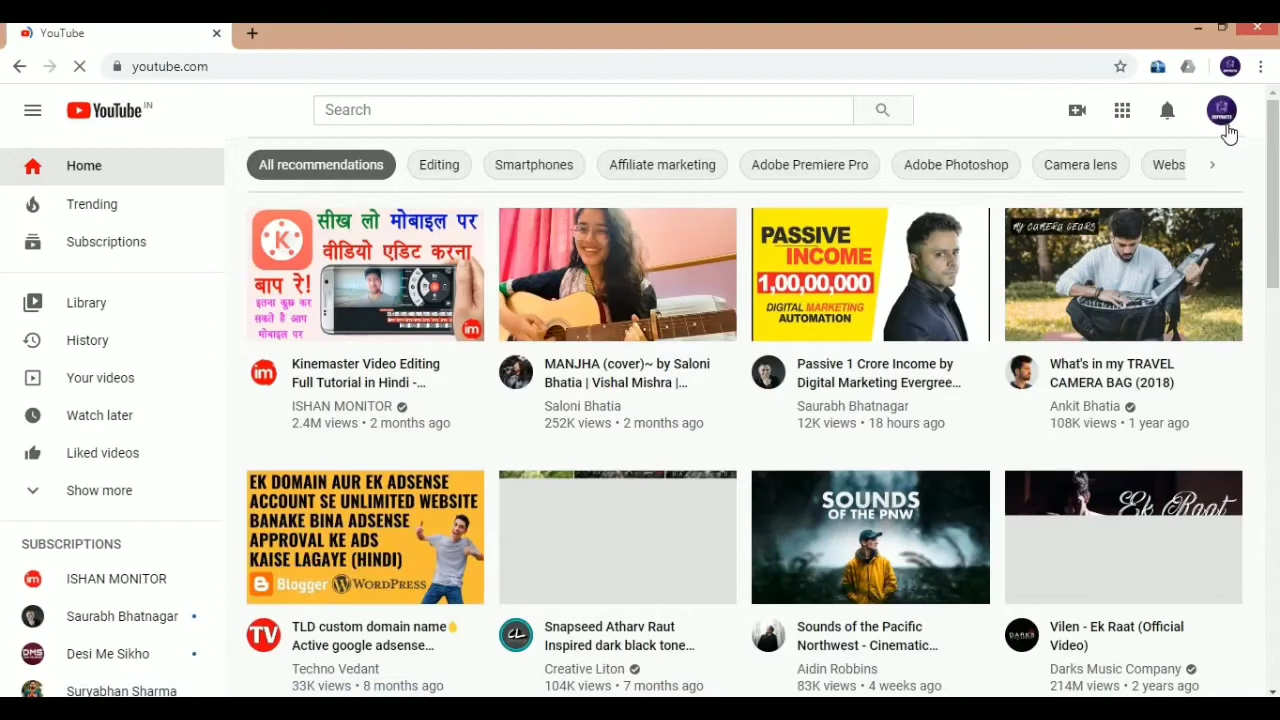 YouTube
youtube.com
YouTube IN
Search
All recommendations
Editing
Smartphones
Affiliate marketing
Adobe Premiere Pro
Adobe Photoshop
Camera lens
Webs
Home
Trending
Subscriptions
Library
History
Your videos
Watch later
Liked videos
Show more
SUBSCRIPTIONS
ISHAN MONITOR
Saurabh Bhatnagar
Desi Me Sikho
Suryabhan Sharma
K
सीख लो मोबाइल पर
वीडियो एडिट करना
बाप रे!
इतना कुछ कर
सकते है आप
मोबाइल पर
im
im
Kinemaster Video Editing
Full Tutorial in Hindi -...
ISHAN MONITOR
2.4M views • 2 months ago
MANJHA (cover)~ by Saloni
Bhatia | Vishal Mishra |...
Saloni Bhatia
252K views • 2 months ago
PASSIVE
INCOME
1,00,00,000
DIGITAL MARKETING
AUTOMATION
Passive 1 Crore Income by
Digital Marketing Evergree...
Saurabh Bhatnagar
12K views • 18 hours ago
MY CAMERA GEARS
What's in my TRAVEL
CAMERA BAG (2018)
Ankit Bhatia
108K views • 1 year ago
EK DOMAIN AUR EK ADSENSE
ACCOUNT SE UNLIMITED WEBSITE
BANAKE BINA ADSENSE
APPROVAL KE ADS
KAISE LAGAYE (HINDI)
Blogger WORDPRESS
TV
TLD custom domain name
Active google adsense...
Techno Vedant
33K views • 8 months ago
CL
Snapseed Atharv Raut
Inspired dark black tone...
Creative Liton
104K views • 7 months ago
SOUNDS
OF THE PNW
Sounds of the Pacific
Northwest - Cinematic...
Aidin Robbins
83K views • 4 weeks ago
Ek Raat
DARKS
Vilen - Ek Raat (Official
Video)
Darks Music Company
214M views • 2 years ago
im
DMS